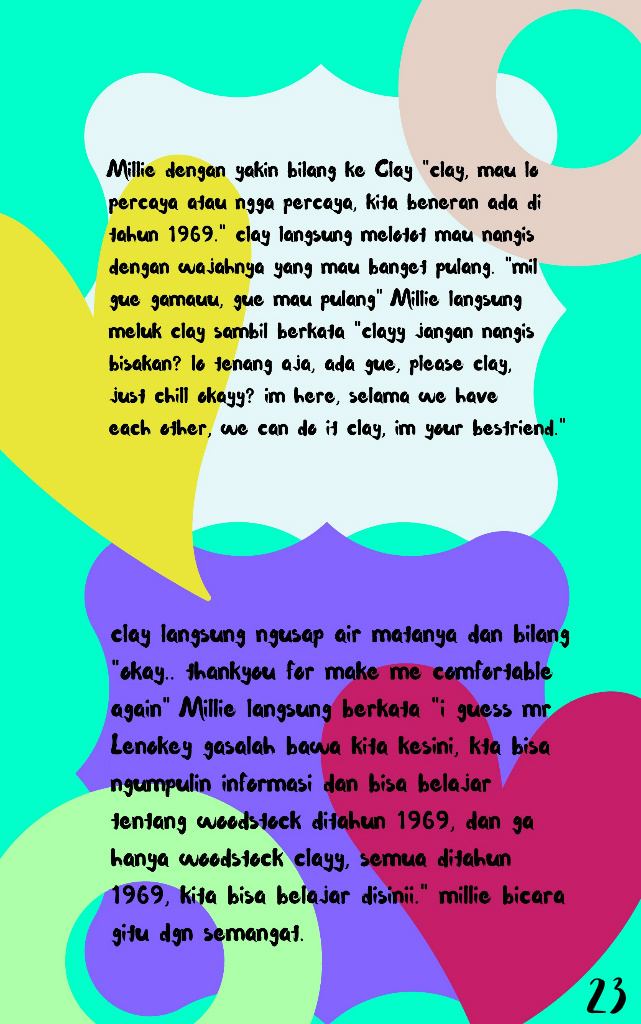 Millie dengan yakin bilang ke Clay "clay, mau lo
percaya atau ngga percaya, kita beneran ada di
tahun 1969." clay langsung melotot mau nangis
dengan wajahnya yang mau banget pulang. "mil
gue gamauu, gue mau pulang" Millie langsung
meluk clay sambil berkata "clayy jangan nangis
bisakan? lo tenang aja, ada gue, please clay,
just chill okayy? im here, selama we have
each other, we can do it clay, im your bestriend."
clay langsung ngusap air matanya dan bilang
"okay.. thankyou for make me comfortable
again" Millie langsung berkata "i guess mr
Lenokey gasalah bawa kita kesini, kta bisa
ngumpulin informasi dan bisa belajar
tentang woodstock ditahun 1969, dan ga
hanya woodstock clayy, semua ditahun
1969, kita bisa belajar disinii." millie bicara
gitu dgn semangat.
23